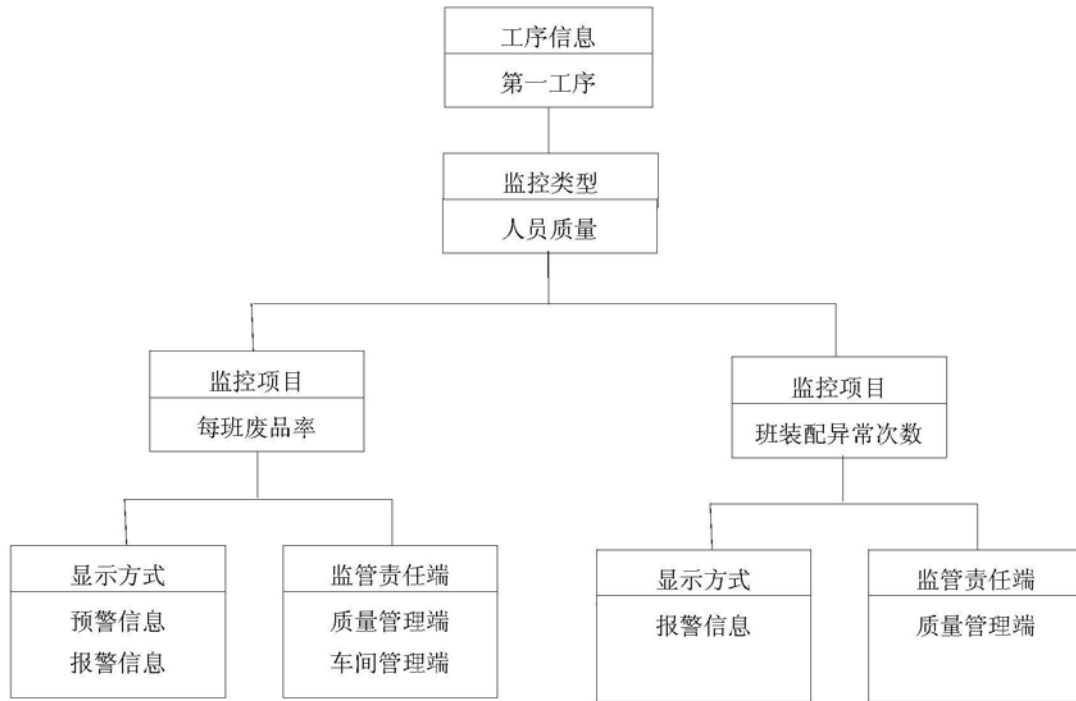 工序信息
第一工序
监控类型
人员质量
监控项目
每班废品率
监控项目
班装配异常次数
显示方式
预警信息
报警信息
监管责任端
质量管理端
车间管理端
显示方式
报警信息
监管责任端
质量管理端